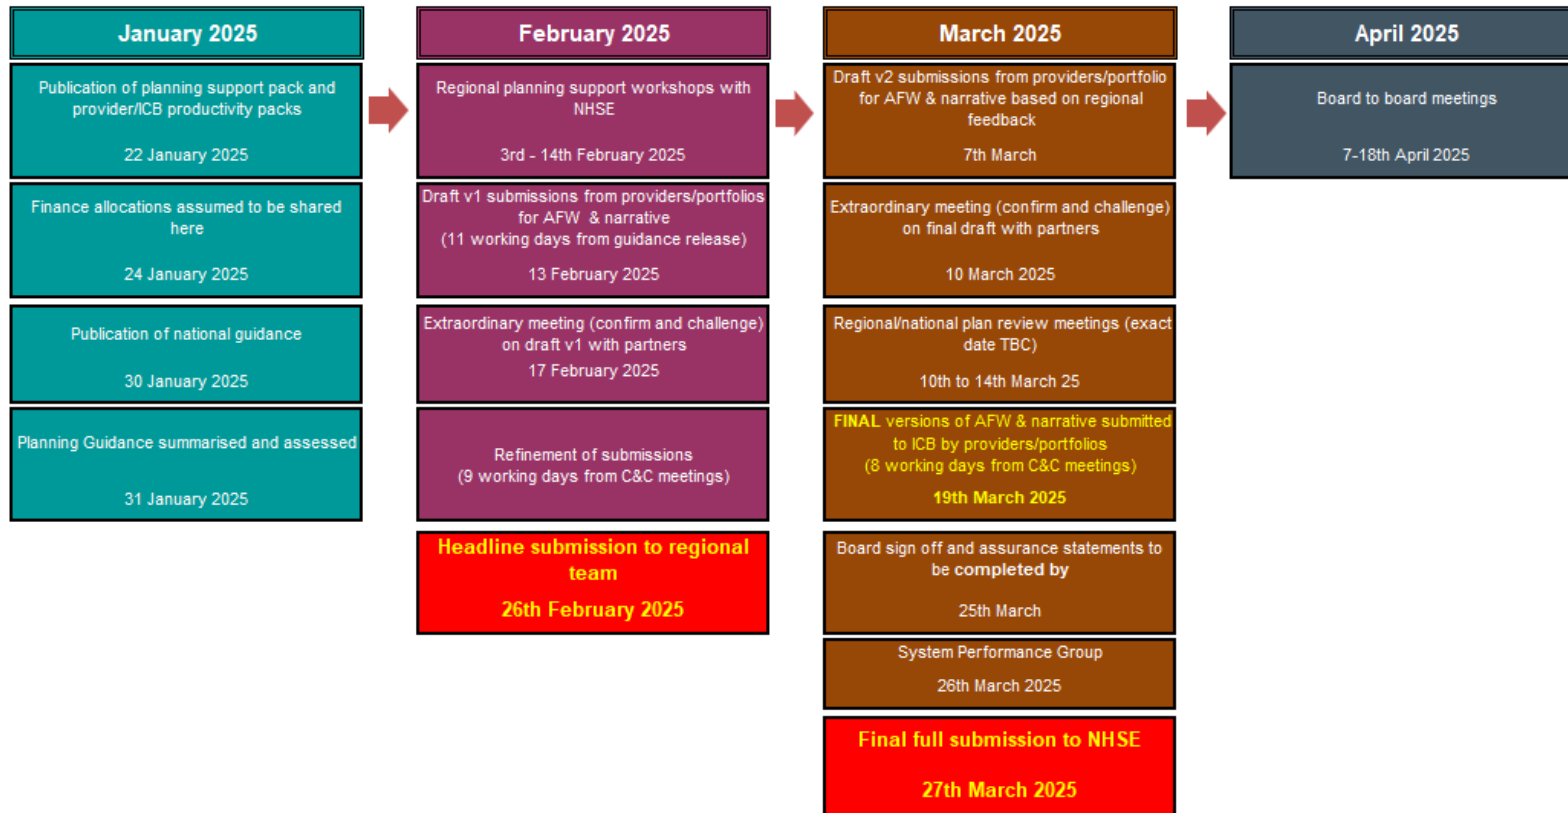 January 2025
Publication of planning support pack and
provider/ICB productivity packs
22 January 2025
Finance allocations assumed to be shared
here
24 January 2025
Publication of national guidance
30 January 2025
Planning Guidance summarised and assessed
31 January 2025
February 2025
Regional planning support workshops with
NHSE
3rd - 14th February 2025
Draft v1 submissions from providers/portfolios
for AFW & narrative
(11 working days from guidance release)
13 February 2025
Extraordinary meeting (confirm and challenge)
on draft v1 with partners
17 February 2025
Refinement of submissions
(9 working days from C&C meetings)
Headline submission to regional
team
26th February 2025
March 2025
Draft v2 submissions from providers/portfolio
for AFW & narrative based on regional
feedback
7th March
Extraordinary meeting (confirm and challenge)
on final draft with partners
10 March 2025
Regional/national plan review meetings (exact
date TBC)
10th to 14th March 25
FINAL versions of AFW & narrative submitted
to ICB by providers/portfolios
(8 working days from C&C meetings)
19th March 2025
Board sign off and assurance statements to
be completed by
25th March
System Performance Group
26th March 2025
Final full submission to NHSE
27th March 2025
April 2025
Board to board meetings
7-18th April 2025